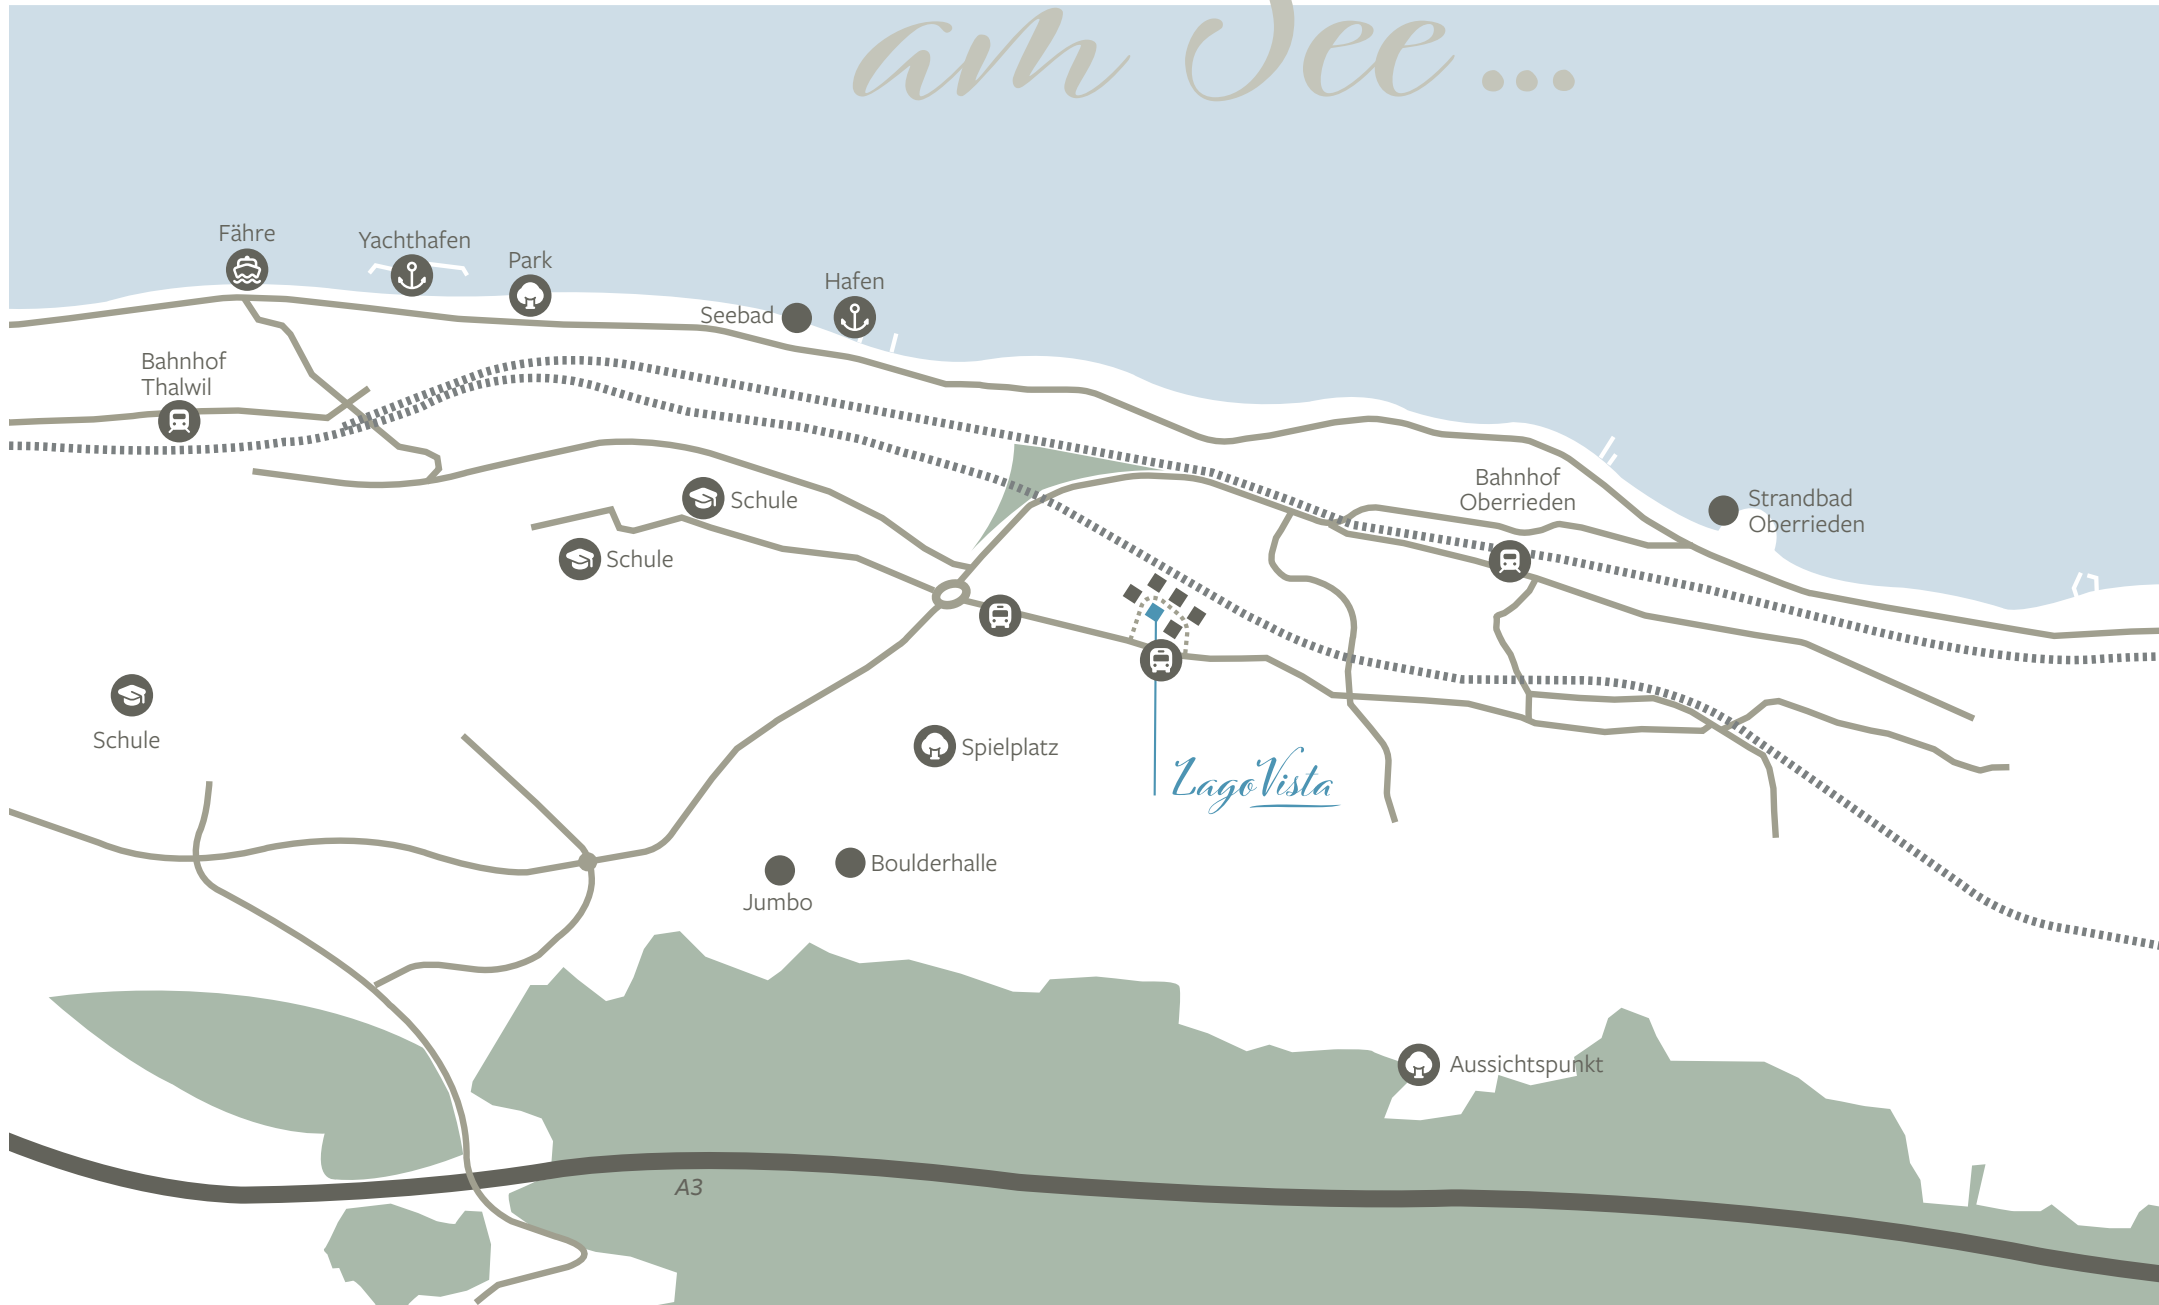 am See...
Fähre
Yachthafen
Park
Hafen
Seebad
Bahnhof
Thalwil
Bahnhof
Oberrieden
Strandbad
Oberrieden
Schule
Schule
Schule
Spielplatz
LagoVista
Boulderhalle
Jumbo
Aussichtspunkt
A3